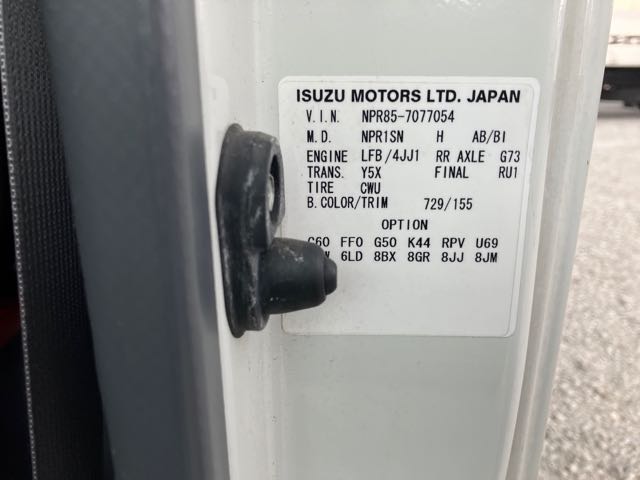 ISUZU MOTORS LTD. JAPAN
V.I.N. NPR85-7077054
M.D. NPR1SN H AB/BI
ENGINE LFB/4JJ1 RR AXLE G73
TRANS. Y5X FINAL RU1
TIRE CWU
B.COLOR/TRIM 729/155
OPTION
C60 FF0 G50 K44 RPV U69
6LD 8BX 8GR 8JJ 8JM